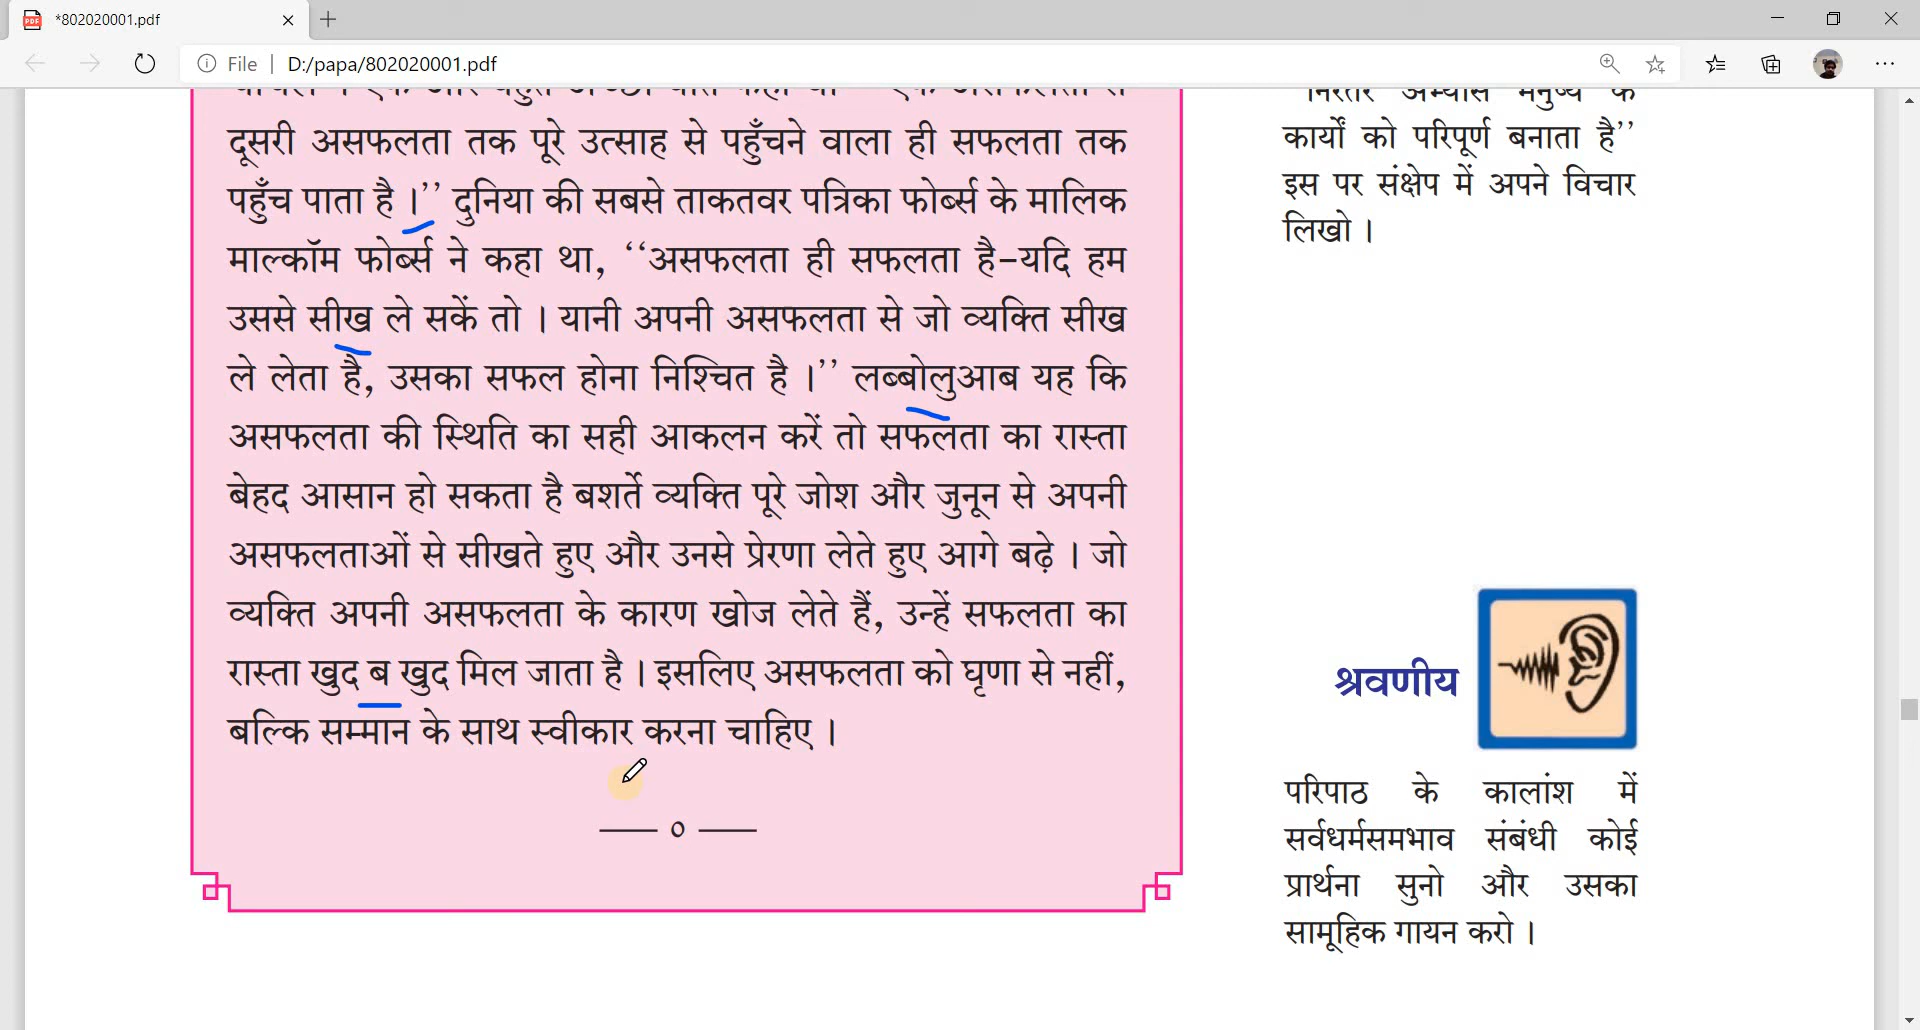 *802020001.pdf
File | D:/papa/802020001.pdf
दूसरी असफलता तक पूरे उत्साह से पहुँचने वाला ही सफलता तक
पहुँच पाता है ।’’ दुनिया की सबसे ताकतवर पत्रिका फोर्ब्स के मालिक
माल्कॉम फोर्ब्स ने कहा था, ‘‘असफलता ही सफलता है-यदि हम
उससे सीख ले सकें तो । यानी अपनी असफलता से जो व्यक्ति सीख
ले लेता है, उसका सफल होना निश्चित है ।’’ लब्बोलुआब यह कि
असफलता की स्थिति का सही आकलन करें तो सफलता का रास्ता
बेहद आसान हो सकता है बशर्ते व्यक्ति पूरे जोश और जुनून से अपनी
असफलताओं से सीखते हुए और उनसे प्रेरणा लेते हुए आगे बढ़े । जो
व्यक्ति अपनी असफलता के कारण खोज लेते हैं, उन्हें सफलता का
रास्ता खुद ब खुद मिल जाता है । इसलिए असफलता को घृणा से नहीं,
बल्कि सम्मान के साथ स्वीकार करना चाहिए ।
—— ० ——
निरंतर अभ्यास मनुष्य के
कार्यों को परिपूर्ण बनाता है’’
इस पर संक्षेप में अपने विचार
लिखो ।
श्रवणीय
परिपाठ के कालांश में
सर्वधर्मसमभाव संबंधी कोई
प्रार्थना सुनो और उसका
सामूहिक गायन करो ।